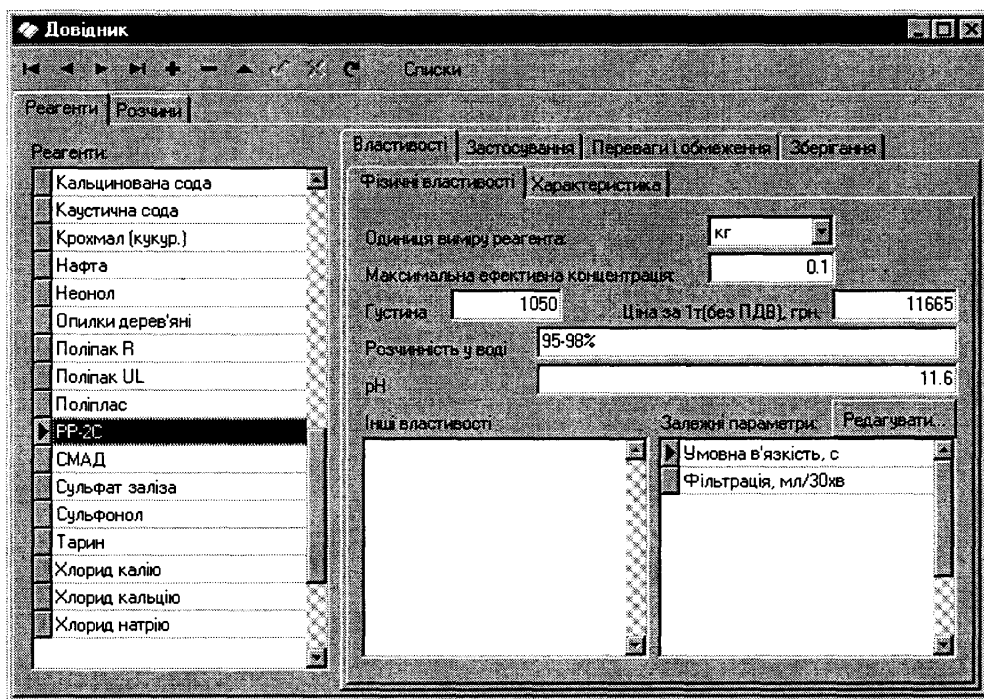 Довідник
Списки
Реагенти Розчини
Реагенти:
Кальцинована сода
Каустична сода
Крохмал (кукур.)
Нафта
Неонол
Опилки дерев'яні
Поліпак R
Поліпак UL
Поліплас
РР-2С
СМАД
Сульфат заліза
Сульфонол
Тарин
Хлорид калію
Хлорид кальцію
Хлорид натрію
Властивості Застосування Переваги і обмеження Зберігання
Фізичні властивості Характеристика
Одиниця виміру реагента: кг
Максимальна ефективна концентрація: 0.1
Густина 1050 Ціна за 1т(без ПДВ), грн. 11665
Розчинність у воді 95-98%
рН 11.6
Інші властивості
Залежні параметри: Редагувати...
Умовна в'язкість, с
Фільтрація, мл/30хв